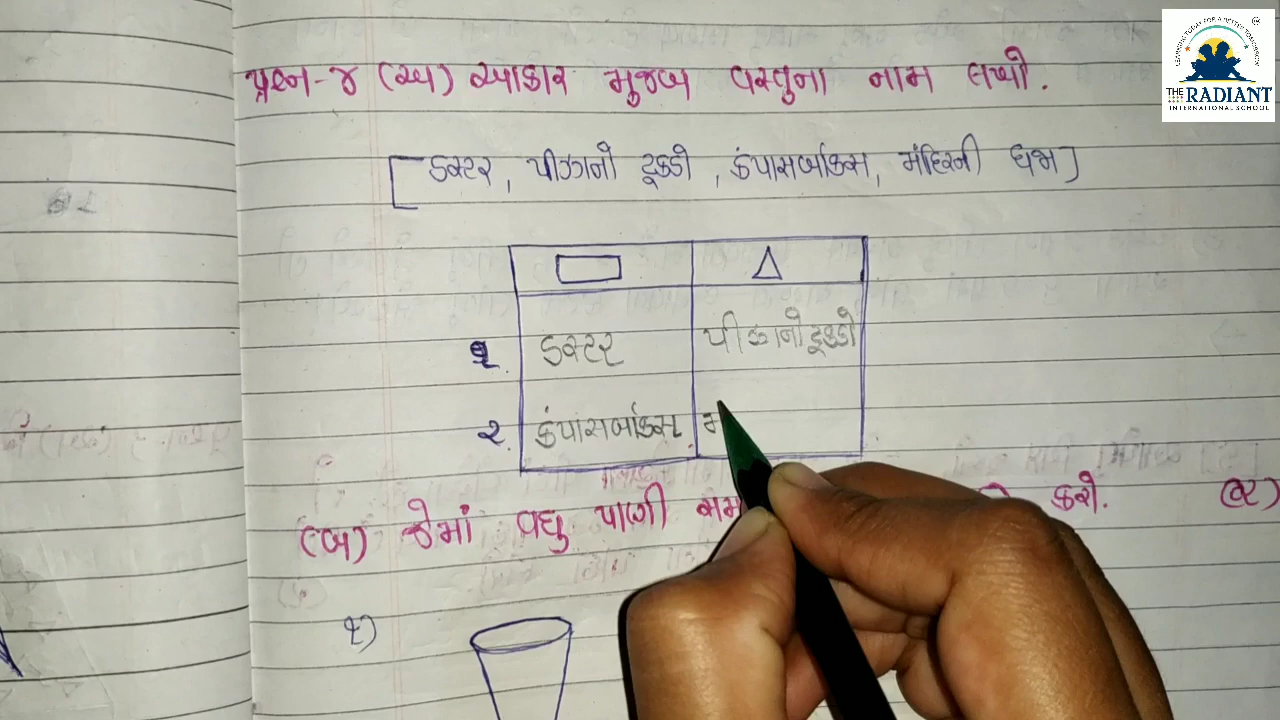 પ્રશ્ન-૪ (અ) આકાર મુજબ વસ્તુના નામ લખો.
[ ડસ્ટર, પીઝાનો ટૂકડો, કંપાસબોક્સ, મંદિરની ધજા ]
૧. ડસ્ટર પીઝાનો ટૂકડો
૨. કંપાસબોક્સ મ
(બ) જેમાં વધુ પાણી કરો. (૨)
૧)
THE RADIANT
INTERNATIONAL SCHOOL